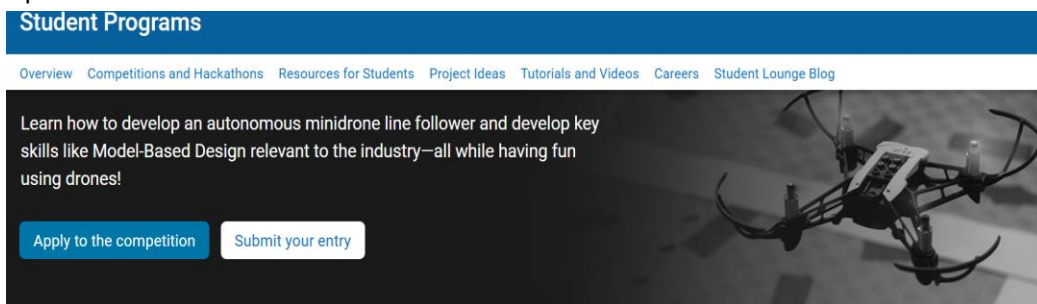 Student Programs
Overview Competitions and Hackathons Resources for Students Project Ideas Tutorials and Videos Careers Student Lounge Blog
Learn how to develop an autonomous minidrone line follower and develop key
skills like Model-Based Design relevant to the industry—all while having fun
using drones!
Apply to the competition Submit your entry